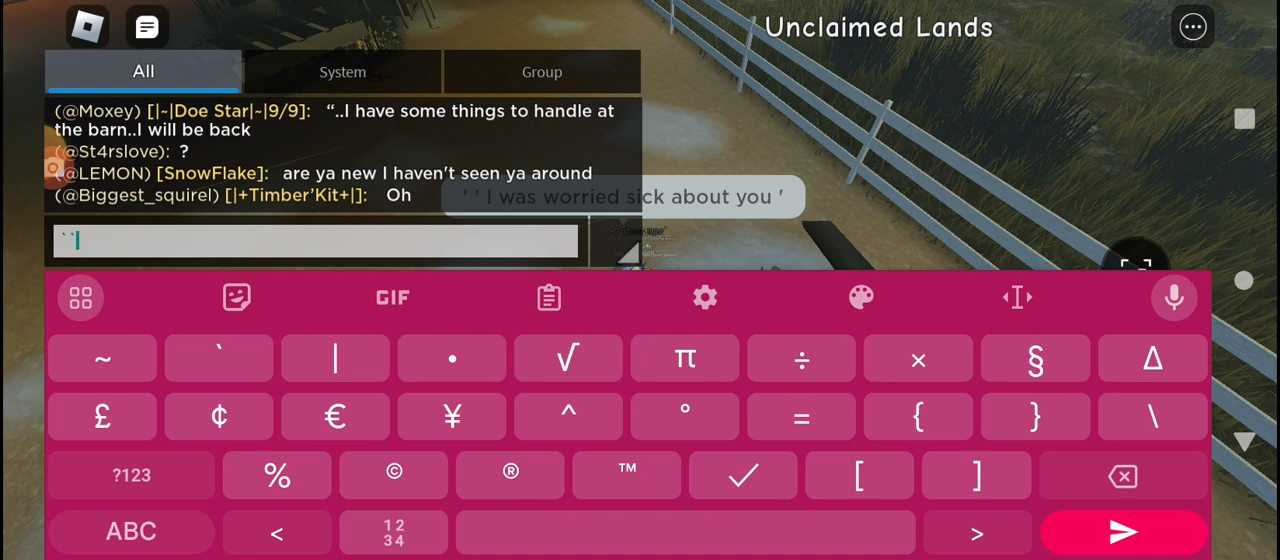 Unclaimed Lands
All
System
Group
(@Moxey) [|~|Doe Star|~|9/9]: “..I have some things to handle at
the barn..I will be back
(@St4rslove): ?
(@LEMON) [SnowFlake]: are ya new I haven't seen ya around
(@Biggest_squirrel) [|+Timber'Kit+|]: Oh
' ' I was worried sick about you '
``
GIF
~ ` | • √ π ÷ × § Δ
£ ¢ € ¥ ^ ° = { } \
?123 % © ® ™ ✓ [ ]
ABC < 12 >
34